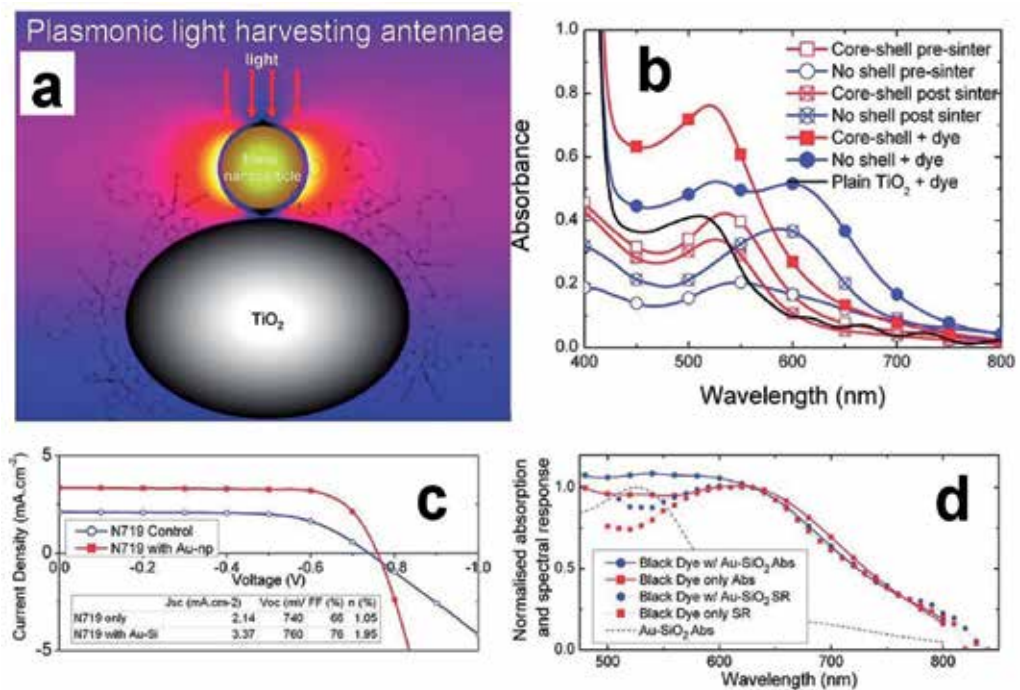 Plasmonic light harvesting antennae
a
light
Metal
nanoparticle
TiO2
b
Core-shell pre-sinter
No shell pre-sinter
Core-shell post sinter
No shell post sinter
Core-shell + dye
No shell + dye
Plain TiO2 + dye
Absorbance
1.0
0.8
0.6
0.4
0.2
0.0
400 500 600 700 800
Wavelength (nm)
c
Current Density (mA.cm-2)
5
0
-5
0.0 -0.2 -0.4 -0.6 -0.8 -1.0
N719 Control
N719 with Au-np
Voltage (V)
Jsc (mA.cm-2) Voc (mV FF (%) n (%)
N719 only 2.14 740 66 1.05
N719 with Au-Si 3.37 760 76 1.95
d
Normalised absorption
and spectral response
1.0
0.5
0.0
Black Dye w/ Au-SiO2 Abs
Black Dye only Abs
Black Dye w/ Au-SiO2 SR
Black Dye only SR
Au-SiO2 Abs
500 600 700 800
Wavelength (nm)